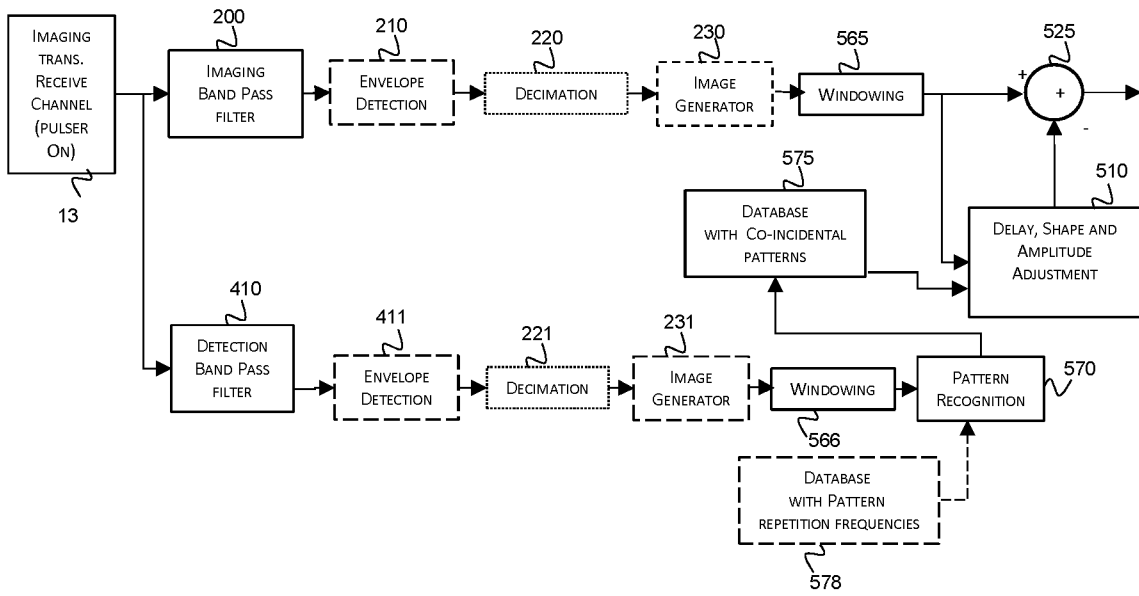 200
210
220
230
565
525
Imaging
trans.
Receive
Channel
(pulser
On)
13
Imaging
Band Pass
filter
Envelope
Detection
Decimation
Image
Generator
Windowing
+
+
-
575
510
Database
with Co-incidental
patterns
Delay, Shape and
Amplitude
Adjustment
410
411
221
231
Detection
Band Pass
filter
Envelope
Detection
Decimation
Image
Generator
Windowing
566
Pattern
Recognition
570
Database
with Pattern
repetition frequencies
578